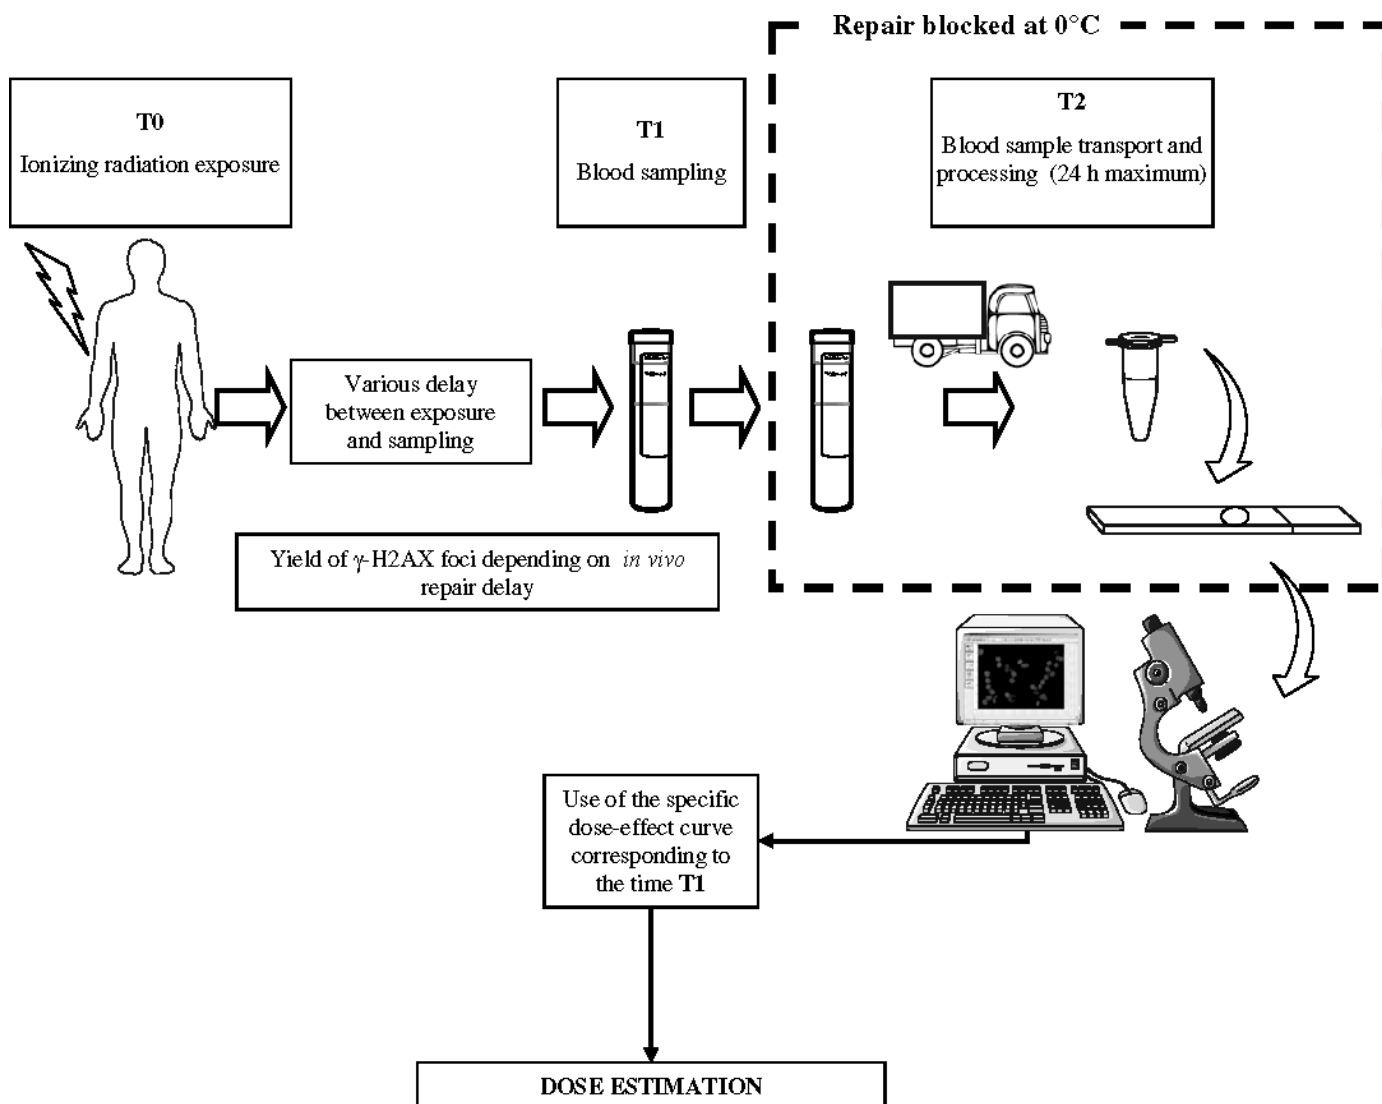 Repair blocked at 0°C
T0
Ionizing radiation exposure
T1
Blood sampling
T2
Blood sample transport and
processing (24 h maximum)
Various delay
between exposure
and sampling
Yield of γ-H2AX foci depending on in vivo
repair delay
Use of the specific
dose-effect curve
corresponding to
the time T1
DOSE ESTIMATION